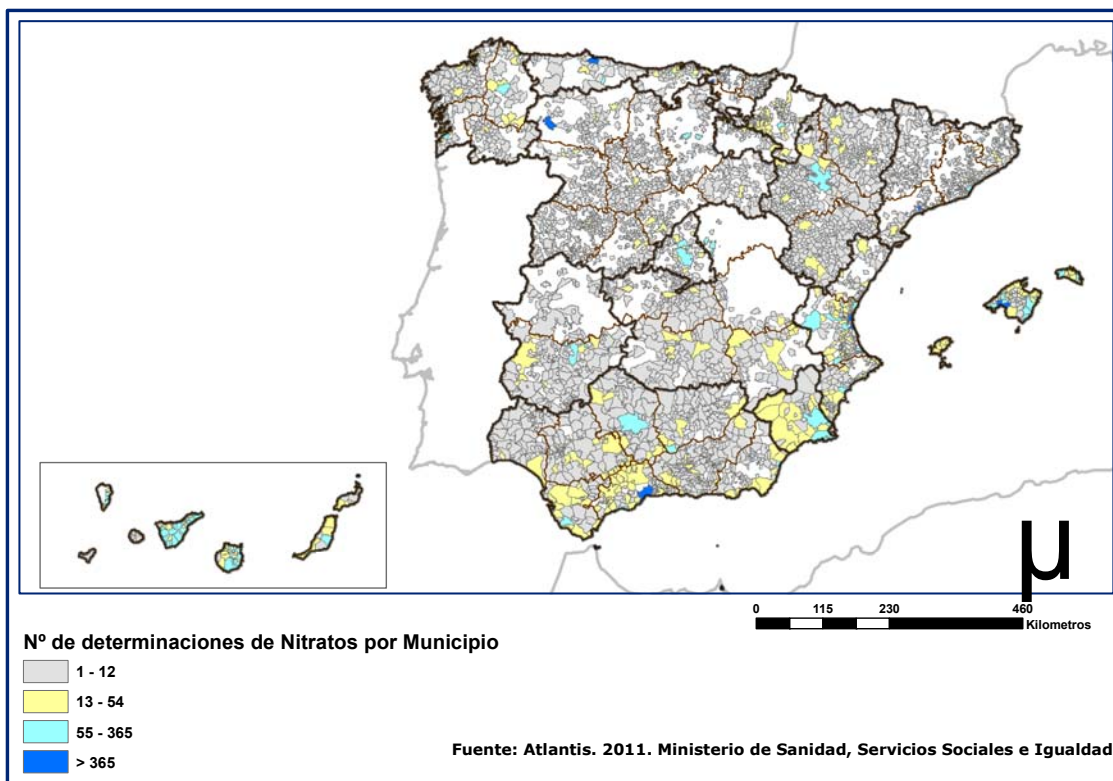 µ
0 115 230 460
Kilometros
Nº de determinaciones de Nitratos por Municipio
1 - 12
13 - 54
55 - 365
> 365
Fuente: Atlantis. 2011. Ministerio de Sanidad, Servicios Sociales e Igualdad